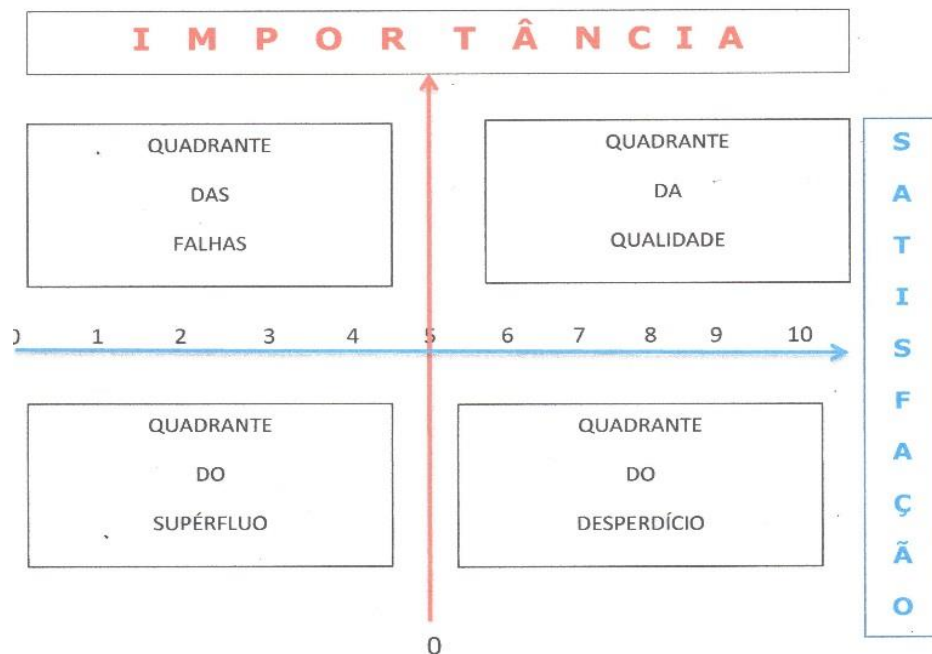 I M P O R T Â N C I A
QUADRANTE
DAS
FALHAS
QUADRANTE
DA
QUALIDADE
S
A
T
I
S
F
A
Ç
Ã
O
0 1 2 3 4 5 6 7 8 9 10
QUADRANTE
DO
SUPÉRFLUO
QUADRANTE
DO
DESPERDÍCIO
0